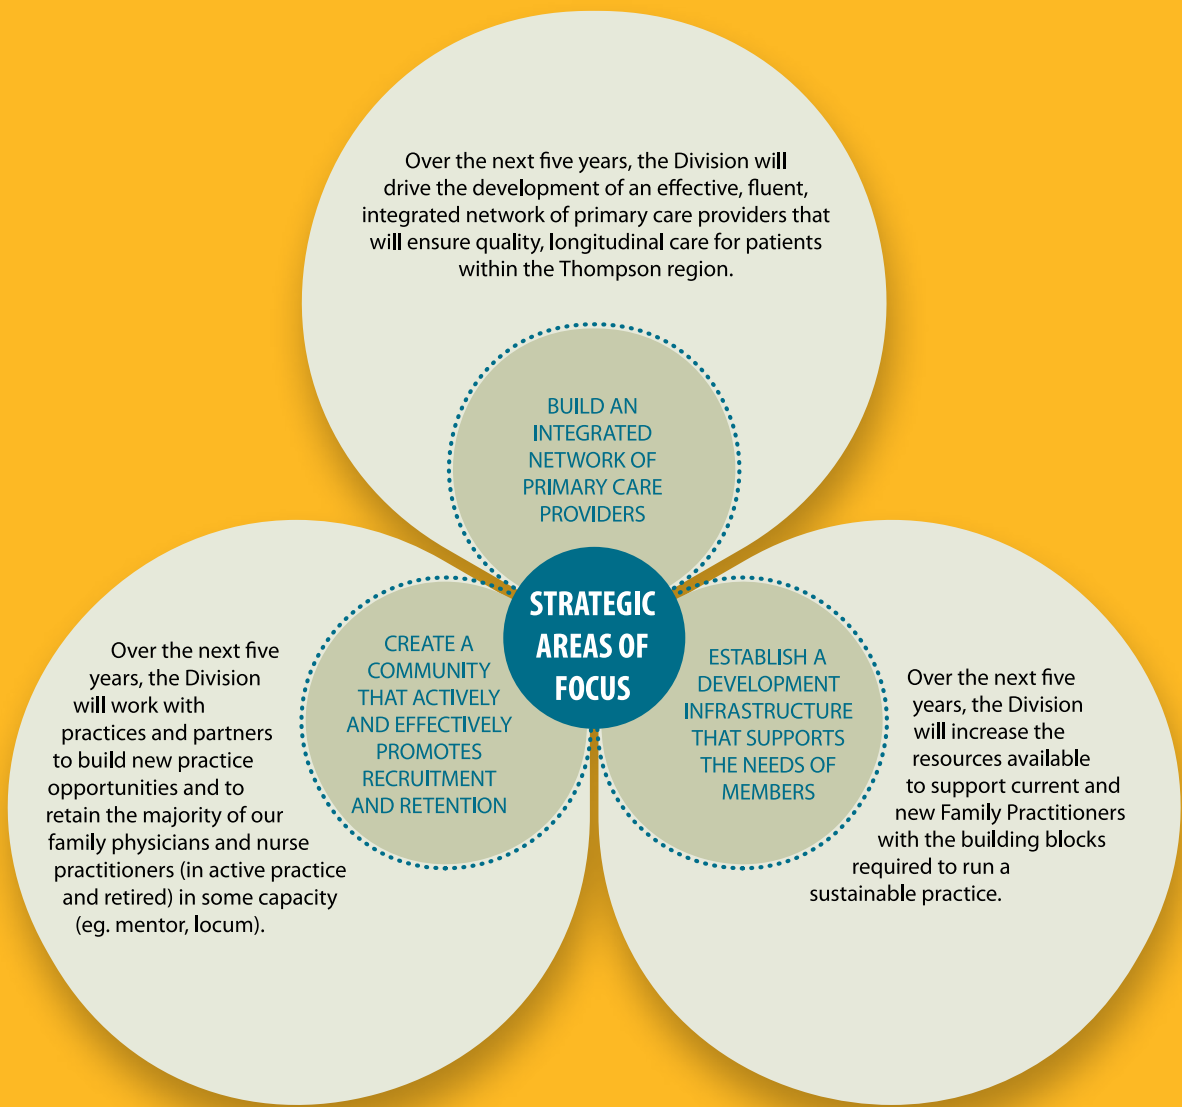 Over the next five years, the Division will
drive the development of an effective, fluent,
integrated network of primary care providers that
will ensure quality, longitudinal care for patients
within the Thompson region.
BUILD AN
INTEGRATED
NETWORK OF
PRIMARY CARE
PROVIDERS
STRATEGIC
AREAS OF
FOCUS
Over the next five
years, the Division
will work with
practices and partners
to build new practice
opportunities and to
retain the majority of our
family physicians and nurse
practitioners (in active practice
and retired) in some capacity
(eg. mentor, locum).
CREATE A
COMMUNITY
THAT ACTIVELY
AND EFFECTIVELY
PROMOTES
RECRUITMENT
AND RETENTION
ESTABLISH A
DEVELOPMENT
INFRASTRUCTURE
THAT SUPPORTS
THE NEEDS OF
MEMBERS
Over the next five
years, the Division
will increase the
resources available
to support current and
new Family Practitioners
with the building blocks
required to run a
sustainable practice.